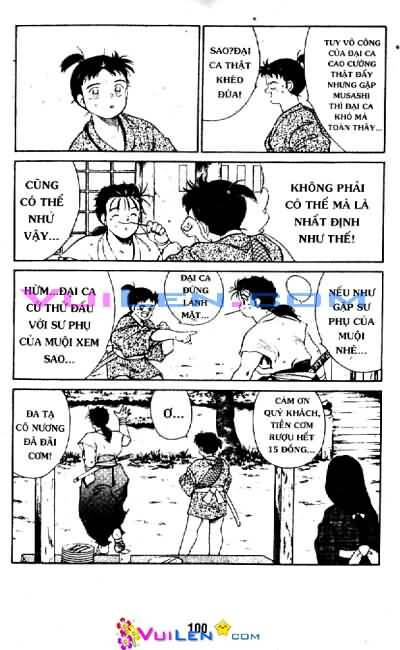 SAO?ĐẠI
CA THẬT
KHÉO
ĐÙA!
TUY VÕ CÔNG
CỦA ĐẠI CA
CAO CƯỜNG
THẬT ĐẤY
NHƯNG GẶP
MUSASHI
THÌ ĐẠI CA
KHÓ MÀ
TOÀN THÂY...
CŨNG
CÓ THỂ
NHƯ
VẬY...
KHÔNG PHẢI
CÓ THỂ MÀ LÀ
NHẤT ĐỊNH
NHƯ THẾ!
HỪM...ĐẠI CA
CỨ THỬ ĐẤU
VỚI SƯ PHỤ
CỦA MUỘI XEM
SAO...
ĐẠI CA
ĐỪNG
LÁNH
MẶT...
NẾU NHƯ
GẶP SƯ
PHỤ CỦA
MUỘI
NHÉ...
VUILEN.COM
ĐA TẠ
CÔ NƯƠNG
ĐÃ ĐÃI
CƠM!
Ơ...
CÁM ƠN
QUÝ KHÁCH,
TIỀN CƠM
RƯỢU HẾT
15 ĐỒNG...
100
VUILEN.COM